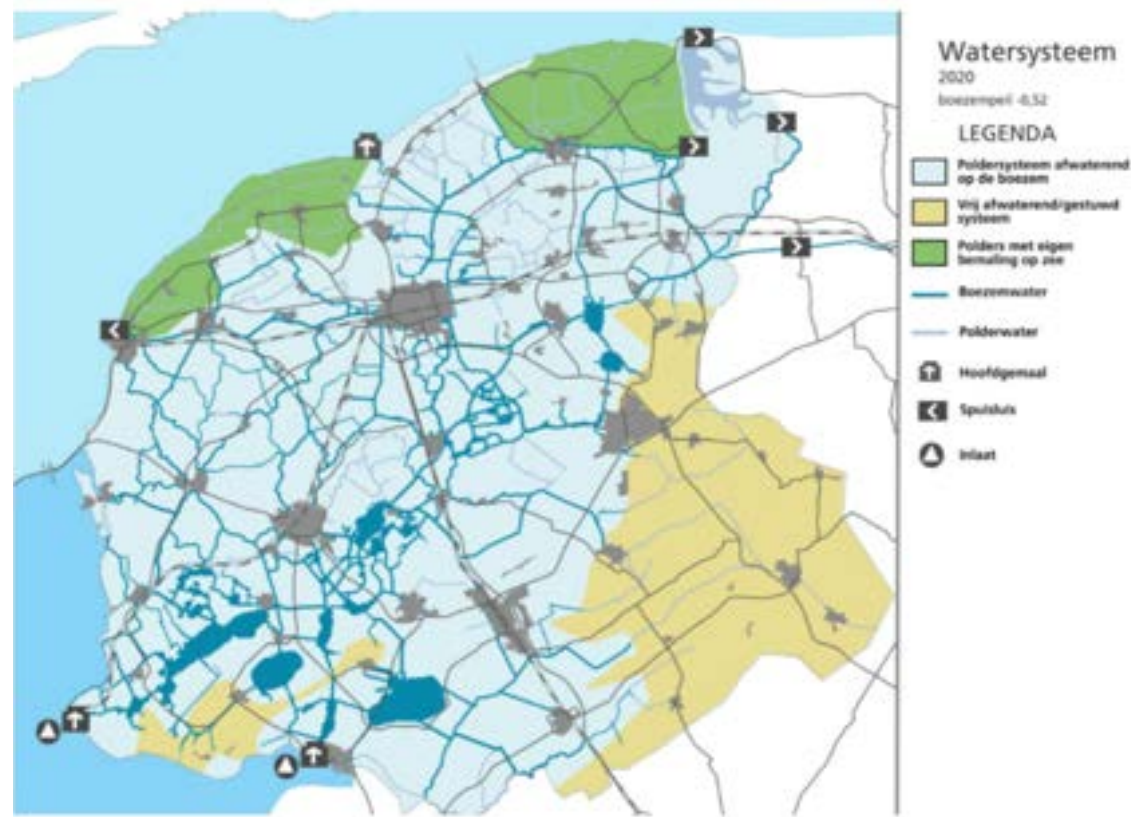 Watersysteem
2020
boezempeil -0,52
LEGENDA
Poldersysteem afwaterend
op de boezem
Vrij afwaterend/gestuwd
systeem
Polders met eigen
bemaling op zee
Boezemwater
Polderwater
Hoofdgemaal
Spuisluis
Inlaat